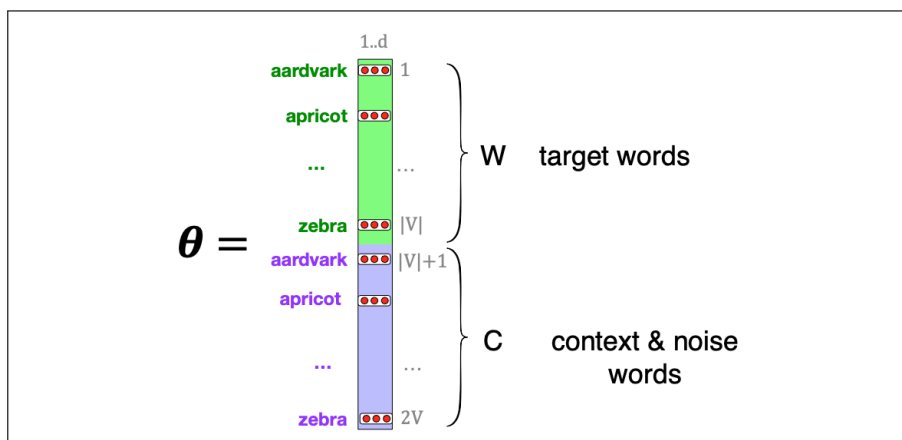 1..d
aardvark 1
apricot
... ...
zebra |V|
θ =
aardvark |V|+1
apricot
... ...
zebra 2V
W target words
C context & noise
words